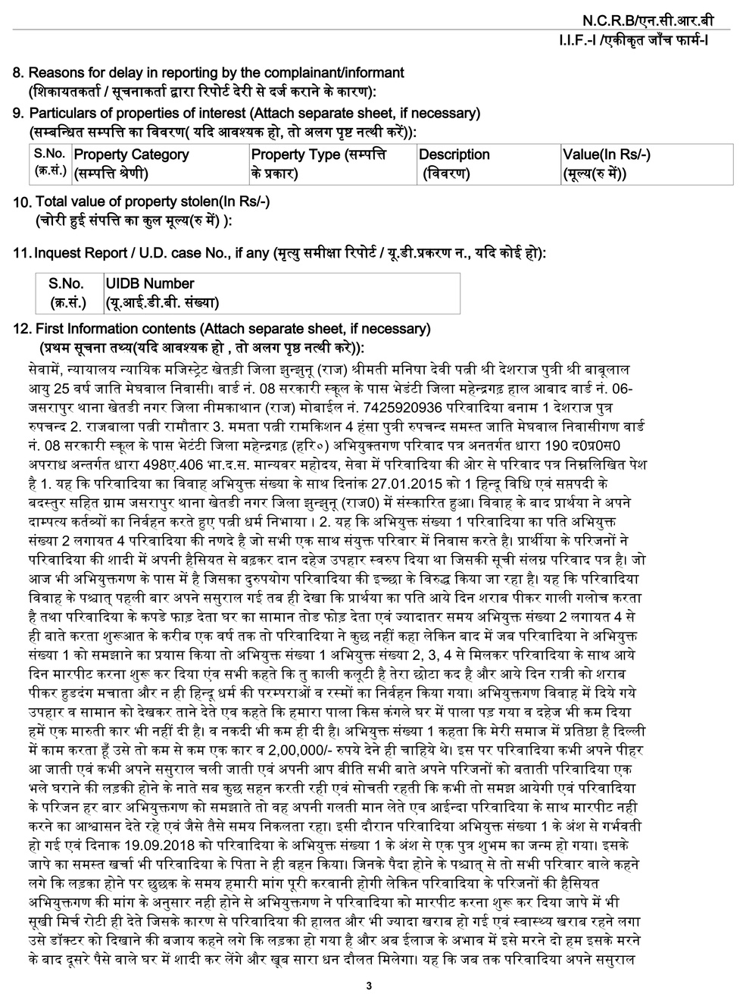 N.C.R.B/एन.सी.आर.बी
I.I.F.-I /एकीकृत जाँच फार्म-I
8. Reasons for delay in reporting by the complainant/informant
(शिकायतकर्ता / सूचनाकर्ता द्वारा रिपोर्ट देरी से दर्ज कराने के कारण):
9. Particulars of properties of interest (Attach separate sheet, if necessary)
(सम्बन्धित सम्पत्ति का विवरण( यदि आवश्यक हो, तो अलग पृष्ट नत्थी करें)):
S.No. Property Category Property Type (सम्पत्ति Description Value(In Rs/-)
(क्र.सं.) (सम्पत्ति श्रेणी) के प्रकार) (विवरण) (मूल्य(रु में))
10. Total value of property stolen(In Rs/-)
(चोरी हुई संपत्ति का कुल मूल्य(रु में) ):
11. Inquest Report / U.D. case No., if any (मृत्यु समीक्षा रिपोर्ट / यू.डी.प्रकरण न., यदि कोई हो):
S.No. UIDB Number
(क्र.सं.) (यू.आई.डी.बी. संख्या)
12. First Information contents (Attach separate sheet, if necessary)
(प्रथम सूचना तथ्य(यदि आवश्यक हो , तो अलग पृष्ठ नत्थी करे)):
सेवामें, न्यायालय न्यायिक मजिस्ट्रेट खेतड़ी जिला झुन्झुनू (राज) श्रीमती मनिषा देवी पत्नी श्री देशराज पुत्री श्री बाबूलाल
आयु 25 वर्ष जाति मेघवाल निवासी। वार्ड नं. 08 सरकारी स्कूल के पास भेडंटी जिला महेन्द्रगढ़ हाल आबाद वार्ड नं. 06-
जसरापुर थाना खेतडी नगर जिला नीमकाथान (राज) मोबाईल नं. 7425920936 परिवादिया बनाम 1 देशराज पुत्र
रुपचन्द 2. राजबाला पत्नी रामौतार 3. ममता पत्नी रामकिशन 4 हंसा पुत्री रुपचन्द समस्त जाति मेघवाल निवासीगण वार्ड
नं. 08 सरकारी स्कूल के पास भेटंटी जिला महेन्द्रगढ़ (हरि०) अभियुक्तगण परिवाद पत्र अनतर्गत धारा 190 द0प्र0स0
अपराध अन्तर्गत धारा 498ए.406 भा.द.स. मान्यवर महोदय, सेवा में परिवादिया की ओर से परिवाद पत्र निम्नलिखित पेश
है 1. यह कि परिवादिया का विवाह अभियुक्त संख्या के साथ दिनांक 27.01.2015 को 1 हिन्दू विधि एवं सप्तपदी के
बदस्तुर सहित ग्राम जसरापुर थाना खेतडी नगर जिला झुन्झुनू (राज0) में संस्कारित हुआ। विवाह के बाद प्रार्थया ने अपने
दाम्पत्य कर्तव्यों का निर्वहन करते हुए पत्नी धर्म निभाया । 2. यह कि अभियुक्त संख्या 1 परिवादिया का पति अभियुक्त
संख्या 2 लगायत 4 परिवादिया की नणदे है जो सभी एक साथ संयुक्त परिवार में निवास करते है। प्रार्थीया के परिजनों ने
परिवादिया की शादी में अपनी हैसियत से बढ़कर दान दहेज उपहार स्वरुप दिया था जिसकी सूची संलग्न परिवाद पत्र है। जो
आज भी अभियुक्तगण के पास में है जिसका दुरुपयोग परिवादिया की इच्छा के विरुद्ध किया जा रहा है। यह कि परिवादिया
विवाह के पश्चात् पहली बार अपने ससुराल गई तब ही देखा कि प्रार्थया का पति आये दिन शराब पीकर गाली गलोच करता
है तथा परिवादिया के कपडे फाड़ देता घर का सामान तोड फोड़ देता एवं ज्यादातर समय अभियुक्त संख्या 2 लगायत 4 से
ही बाते करता शुरूआत के करीब एक वर्ष तक तो परिवादिया ने कुछ नहीं कहा लेकिन बाद में जब परिवादिया ने अभियुक्त
संख्या 1 को समझाने का प्रयास किया तो अभियुक्त संख्या 1 अभियुक्त संख्या 2, 3, 4 से मिलकर परिवादिया के साथ आये
दिन मारपीट करना शुरू कर दिया एंव सभी कहते कि तु काली कलूटी है तेरा छोटा कद है और आये दिन रात्री को शराब
पीकर हुडदंग मचाता और न ही हिन्दू धर्म की परम्पराओं व रस्मों का निर्वहन किया गया। अभियुक्तगण विवाह में दिये गये
उपहार व सामान को देखकर ताने देते एव कहते कि हमारा पाला किस कंगले घर में पाला पड़ गया व दहेज भी कम दिया
हमें एक मारुती कार भी नहीं दी है। व नकदी भी कम ही दी है। अभियुक्त संख्या 1 कहता कि मेरी समाज में प्रतिष्ठा है दिल्ली
में काम करता हूँ उसे तो कम से कम एक कार व 2,00,000/- रुपये देने ही चाहिये थे। इस पर परिवादिया कभी अपने पीहर
आ जाती एवं कभी अपने ससुराल चली जाती एवं अपनी आप बीति सभी बाते अपने परिजनों को बताती परिवादिया एक
भले घराने की लड़की होने के नाते सब कुछ सहन करती रही एवं सोचती रहती कि कभी तो समझ आयेगी एवं परिवादिया
के परिजन हर बार अभियुक्तगण को समझाते तो वह अपनी गलती मान लेते एव आईन्दा परिवादिया के साथ मारपीट नही
करने का आश्वासन देते रहे एवं जैसे तैसे समय निकलता रहा। इसी दौरान परिवादिया अभियुक्त संख्या 1 के अंश से गर्भवती
हो गई एवं दिनाक 19.09.2018 को परिवादिया के अभियुक्त संख्या 1 के अंश से एक पुत्र शुभम का जन्म हो गया। इसके
जापे का समस्त खर्चा भी परिवादिया के पिता ने ही वहन किया। जिनके पैदा होने के पश्चात् से तो सभी परिवार वाले कहने
लगे कि लड़का होने पर छुछक के समय हमारी मांग पूरी करवानी होगी लेकिन परिवादिया के परिजनों की हैसियत
अभियुक्तगण की मांग के अनुसार नही होने से अभियुक्तगण ने परिवादिया को मारपीट करना शुरू कर दिया जापे में भी
सूखी मिर्च रोटी ही देते जिसके कारण से परिवादिया की हालत और भी ज्यादा खराब हो गई एवं स्वास्थ्य खराब रहने लगा
उसे डॉक्टर को दिखाने की बजाय कहने लगे कि लड़का हो गया है और अब ईलाज के अभाव में इसे मरने दो हम इसके मरने
के बाद दूसरे पैसे वाले घर में शादी कर लेंगे और खूब सारा धन दौलत मिलेगा। यह कि जब तक परिवादिया अपने ससुराल
3